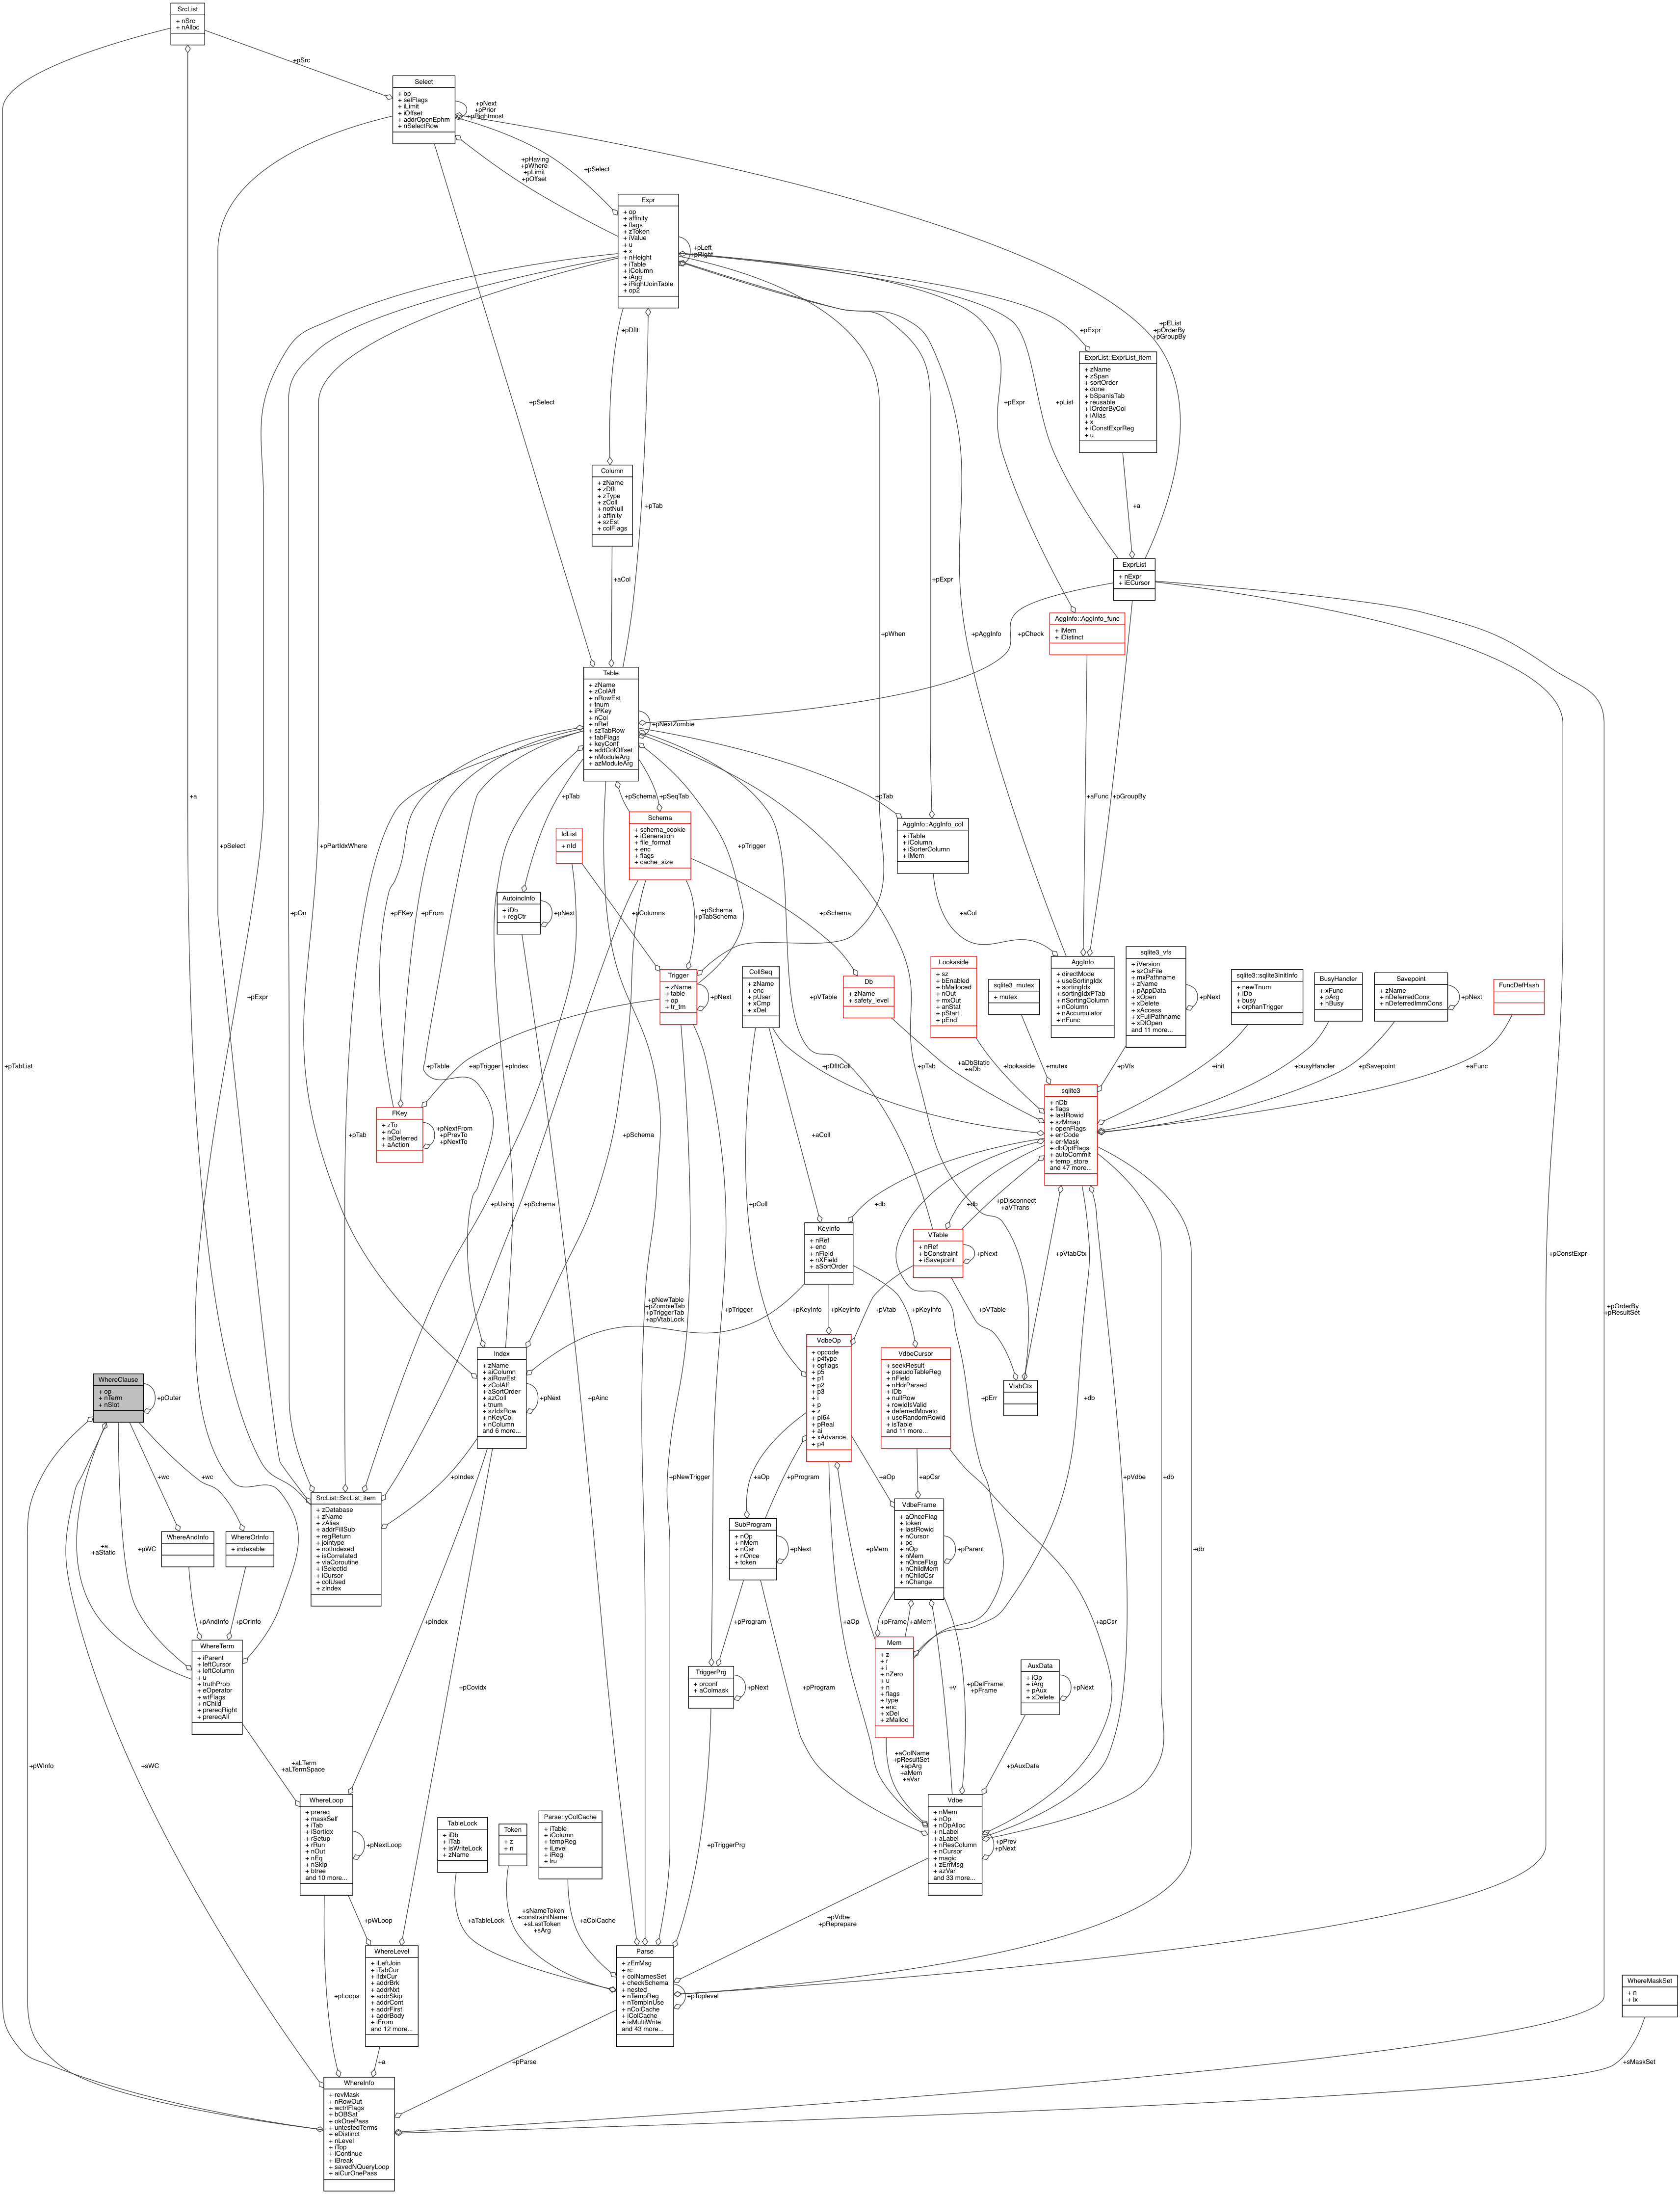 SrcList
+ nSrc
+ nAlloc
+pSrc
Select
+ op
+ selFlags
+ iLimit
+ iOffset
+ addrOpenEphm
+ nSelectRow
+pNext
+pPrior
+pRightmost
+pHaving
+pWhere
+pLimit
+pOffset
+pSelect
Expr
+ op
+ affinity
+ flags
+ zToken
+ iValue
+ u
+ x
+ nHeight
+ iTable
+ iColumn
+ iAgg
+ iRightJoinTable
+ op2
+pLeft
+pRight
+pEList
+pOrderBy
+pGroupBy
+pDflt
+pExpr
ExprList::ExprList_item
+ zName
+ zSpan
+ sortOrder
+ done
+ bSpanIsTab
+ reusable
+ iOrderByCol
+ iAlias
+ x
+ iConstExprReg
+ u
+pSelect
+pExpr
+pList
Column
+ zName
+ zDflt
+ zType
+ zColl
+ notNull
+ affinity
+ szEst
+ colFlags
+pTab
+a
ExprList
+ nExpr
+ iECursor
+aCol
+pExpr
AggInfo::AggInfo_func
+ iMem
+ iDistinct
+pWhen
+pAggInfo
+pCheck
Table
+ zName
+ zColAff
+ nRowEst
+ tnum
+ iPKey
+ nCol
+ nRef
+ szTabRow
+ tabFlags
+ keyConf
+ addColOffset
+ nModuleArg
+ azModuleArg
+pNextZombie
+a
+pTab
+pSchema
+pSeqTab
+pTab
+aFunc
+pGroupBy
Schema
+ schema_cookie
+ iGeneration
+ file_format
+ enc
+ flags
+ cache_size
IdList
+ nId
AggInfo::AggInfo_col
+ iTable
+ iColumn
+ iSorterColumn
+ iMem
+pSelect
+pPartIdxWhere
+pTrigger
AutoincInfo
+ iDb
+ regCtr
+pNext
+pOn
+pFKey
+pFrom
+pColumns
+pSchema
+pTabSchema
+pSchema
+aCol
Trigger
+ zName
+ table
+ op
+ tr_tm
+pNext
CollSeq
+ zName
+ enc
+ pUser
+ xCmp
+ xDel
Db
+ zName
+ safety_level
Lookaside
+ sz
+ bEnabled
+ bMalloced
+ nOut
+ mxOut
+ anStat
+ pStart
+ pEnd
sqlite3_mutex
+ mutex
AggInfo
+ directMode
+ useSortingIdx
+ sortingIdx
+ sortingIdxPTab
+ nSortingColumn
+ nColumn
+ nAccumulator
+ nFunc
sqlite3_vfs
+ iVersion
+ szOsFile
+ mxPathname
+ zName
+ pAppData
+ xOpen
+ xDelete
+ xAccess
+ xFullPathname
+ xDlOpen
and 11 more...
+pNext
sqlite3::sqlite3InitInfo
+ newTnum
+ iDb
+ busy
+ orphanTrigger
BusyHandler
+ xFunc
+ pArg
+ nBusy
Savepoint
+ zName
+ nDeferredCons
+ nDeferredImmCons
+pNext
FuncDefHash
+pExpr
+pVTable
+pTabList
+pTable
+apTrigger
+pIndex
+pDfltColl
+aDbStatic
+aDb
+lookaside
+mutex
+pVfs
+init
+busyHandler
+pSavepoint
+aFunc
+pTab
sqlite3
+ nDb
+ flags
+ lastRowid
+ szMmap
+ openFlags
+ errCode
+ errMask
+ dbOptFlags
+ autoCommit
+ temp_store
and 47 more...
FKey
+ zTo
+ nCol
+ isDeferred
+ aAction
+pNextFrom
+pPrevTo
+pNextTo
+pTab
+pSchema
+aColl
+pUsing
+pSchema
+pColl
+db
+db
+pDisconnect
+aVTrans
KeyInfo
+ nRef
+ enc
+ nField
+ nXField
+ aSortOrder
VTable
+ nRef
+ bConstraint
+ iSavepoint
+pNext
+pVtabCtx
+pConstExpr
+pNewTable
+pZombieTab
+pTriggerTab
+apVtabLock
+pTrigger
+pKeyInfo
+pKeyInfo
+pVtab
+pKeyInfo
+pVTable
+pOrderBy
+pResultSet
Index
+ zName
+ aiColumn
+ aiRowEst
+ zColAff
+ aSortOrder
+ azColl
+ tnum
+ szIdxRow
+ nKeyCol
+ nColumn
and 6 more...
+pNext
VdbeOp
+ opcode
+ p4type
+ opflags
+ p5
+ p1
+ p2
+ p3
+ i
+ p
+ z
+ pI64
+ pReal
+ ai
+ xAdvance
+ p4
VdbeCursor
+ seekResult
+ pseudoTableReg
+ nField
+ nHdrParsed
+ iDb
+ nullRow
+ rowidIsValid
+ deferredMoveto
+ useRandomRowid
+ isTable
and 11 more...
VtabCtx
WhereClause
+ op
+ nTerm
+ nSlot
+pOuter
+pAinc
+pErr
+db
+wc
+wc
+pIndex
+pNewTrigger
+aOp
+pProgram
+aOp
+apCsr
+pVdbe
+db
SrcList::SrcList_item
+ zDatabase
+ zName
+ zAlias
+ addrFillSub
+ regReturn
+ jointype
+ notIndexed
+ isCorrelated
+ viaCoroutine
+ iSelectId
+ iCursor
+ colUsed
+ zIndex
SubProgram
+ nOp
+ nMem
+ nCsr
+ nOnce
+ token
+pNext
VdbeFrame
+ aOnceFlag
+ token
+ lastRowid
+ nCursor
+ pc
+ nOp
+ nMem
+ nOnceFlag
+ nChildMem
+ nChildCsr
+ nChange
+pParent
+a
+aStatic
+pWC
WhereAndInfo
WhereOrInfo
+ indexable
+pMem
+db
+pAndInfo
+pOrInfo
+pIndex
+pProgram
+aOp
+pFrame
+aMem
+apCsr
WhereTerm
+ iParent
+ leftCursor
+ leftColumn
+ u
+ truthProb
+ eOperator
+ wtFlags
+ nChild
+ prereqRight
+ prereqAll
Mem
+ z
+ r
+ i
+ nZero
+ u
+ n
+ flags
+ type
+ enc
+ xDel
+ zMalloc
TriggerPrg
+ orconf
+ aColmask
+pNext
AuxData
+ iOp
+ iArg
+ pAux
+ xDelete
+pNext
+pCovidx
+pProgram
+v
+pDelFrame
+pFrame
+pWInfo
+sWC
+aLTerm
+aLTermSpace
+aColName
+pResultSet
+apArg
+aMem
+aVar
+pAuxData
WhereLoop
+ prereq
+ maskSelf
+ iTab
+ iSortIdx
+ rSetup
+ rRun
+ nOut
+ nEq
+ nSkip
+ btree
and 10 more...
+pNextLoop
TableLock
+ iDb
+ iTab
+ isWriteLock
+ zName
Token
+ z
+ n
Parse::yColCache
+ iTable
+ iColumn
+ tempReg
+ iLevel
+ iReg
+ lru
Vdbe
+ nMem
+ nOp
+ nOpAlloc
+ nLabel
+ aLabel
+ nResColumn
+ nCursor
+ magic
+ zErrMsg
+ azVar
and 33 more...
+pPrev
+pNext
+pTriggerPrg
+pWLoop
+aTableLock
+sNameToken
+constraintName
+sLastToken
+sArg
+aColCache
+pVdbe
+pReprepare
WhereLevel
+ iLeftJoin
+ iTabCur
+ iIdxCur
+ addrBrk
+ addrNxt
+ addrSkip
+ addrCont
+ addrFirst
+ addrBody
+ iFrom
and 12 more...
Parse
+ zErrMsg
+ rc
+ colNamesSet
+ checkSchema
+ nested
+ nTempReg
+ nTempInUse
+ nColCache
+ iColCache
+ isMultiWrite
and 43 more...
+pToplevel
WhereMaskSet
+ n
+ ix
+pLoops
+a
+pParse
+sMaskSet
WhereInfo
+ revMask
+ nRowOut
+ wctrlFlags
+ bOBSat
+ okOnePass
+ untestedTerms
+ eDistinct
+ nLevel
+ iTop
+ iContinue
+ iBreak
+ savedNQueryLoop
+ aiCurOnePass